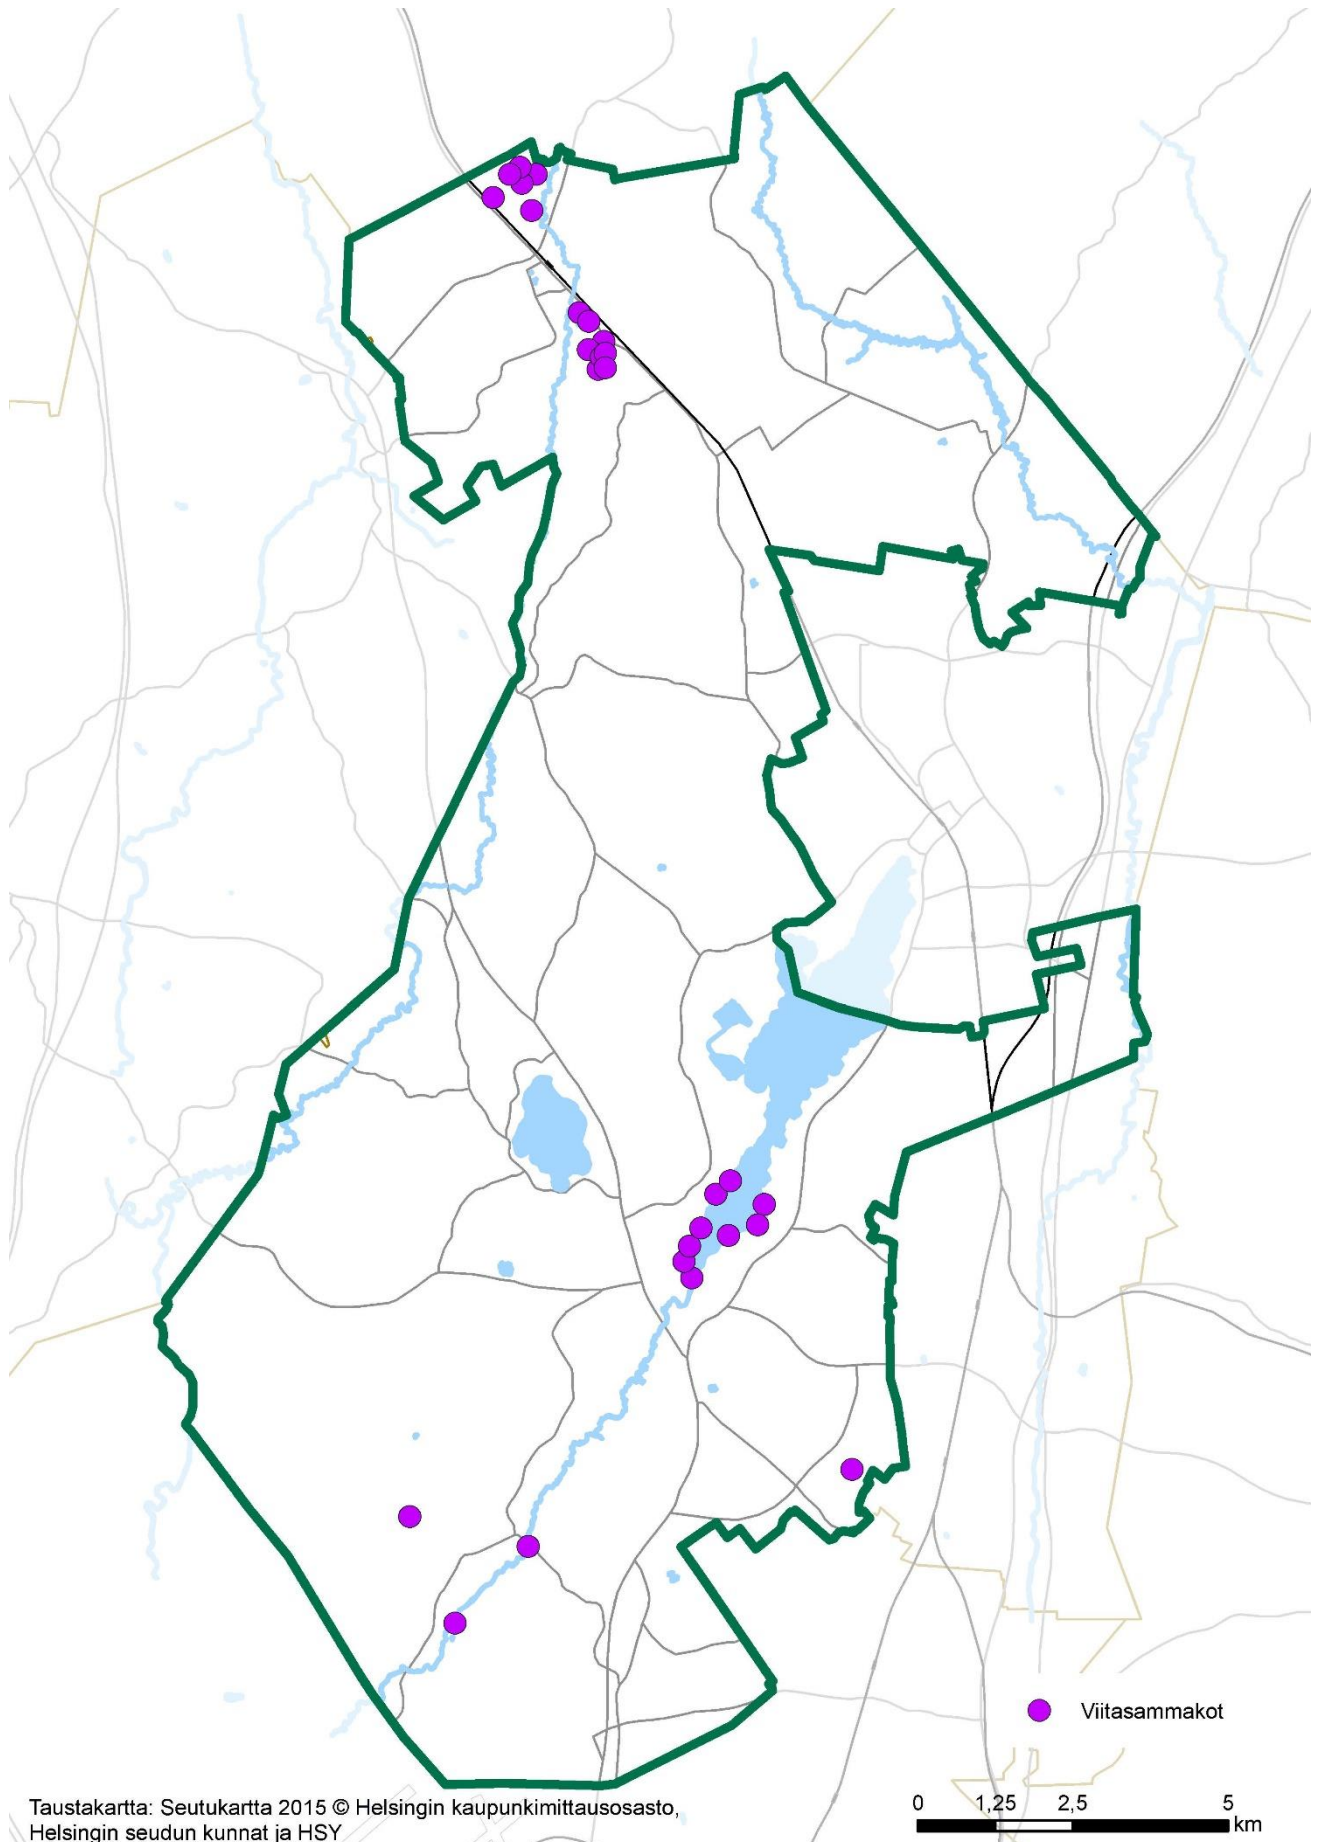 Viitasammakot
0 1,25 2,5 5
km
Taustakartta: Seutukartta 2015 © Helsingin kaupunkimittausosasto,
Helsingin seudun kunnat ja HSY